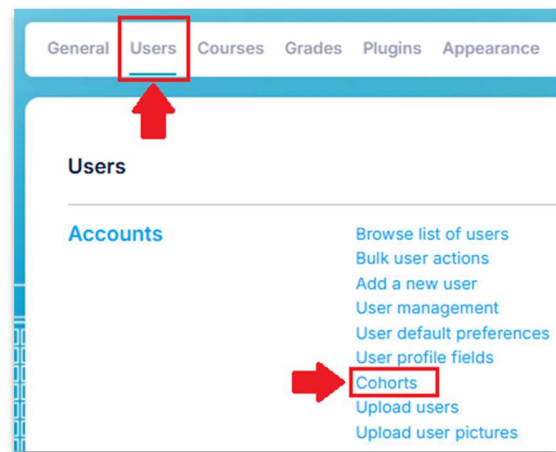 General Users Courses Grades Plugins Appearance
Users
Accounts
Browse list of users
Bulk user actions
Add a new user
User management
User default preferences
User profile fields
Cohorts
Upload users
Upload user pictures